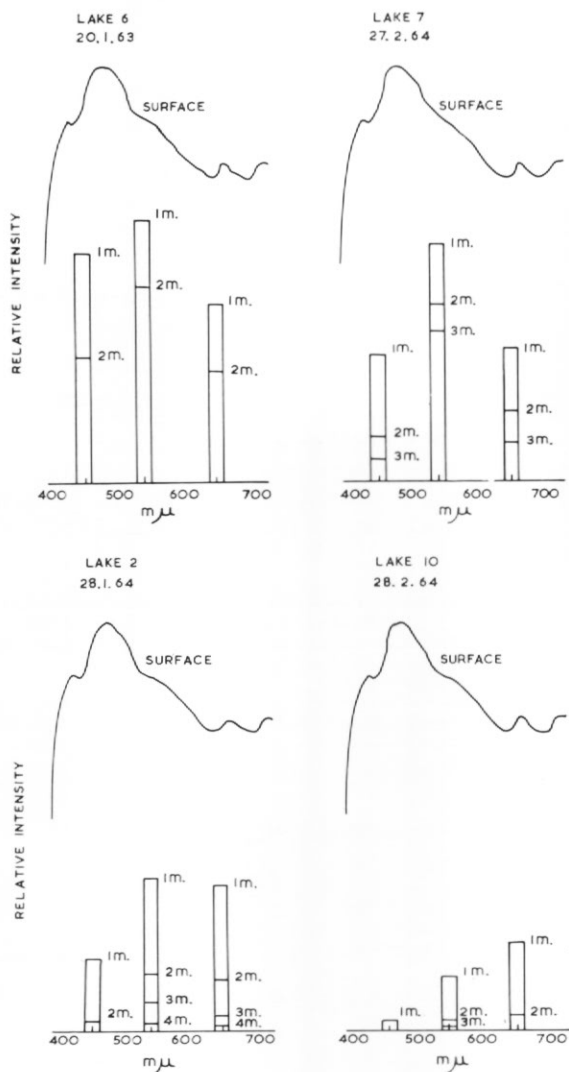 LAKE 6
20.1.63
SURFACE
RELATIVE INTENSITY
1m.
2m.
1m.
2m.
1m.
2m.
400 500 600 700
mμ
LAKE 7
27.2.64
SURFACE
1m.
2m.
3m.
1m.
2m.
3m.
1m.
2m.
3m.
400 500 600 700
mμ
LAKE 2
28.1.64
SURFACE
RELATIVE INTENSITY
1m.
2m.
1m.
2m.
3m.
4m.
1m.
2m.
3m.
4m.
400 500 600 700
mμ
LAKE 10
28.2.64
SURFACE
1m.
1m.
2m.
3m.
1m.
2m.
400 500 600 700
mμ